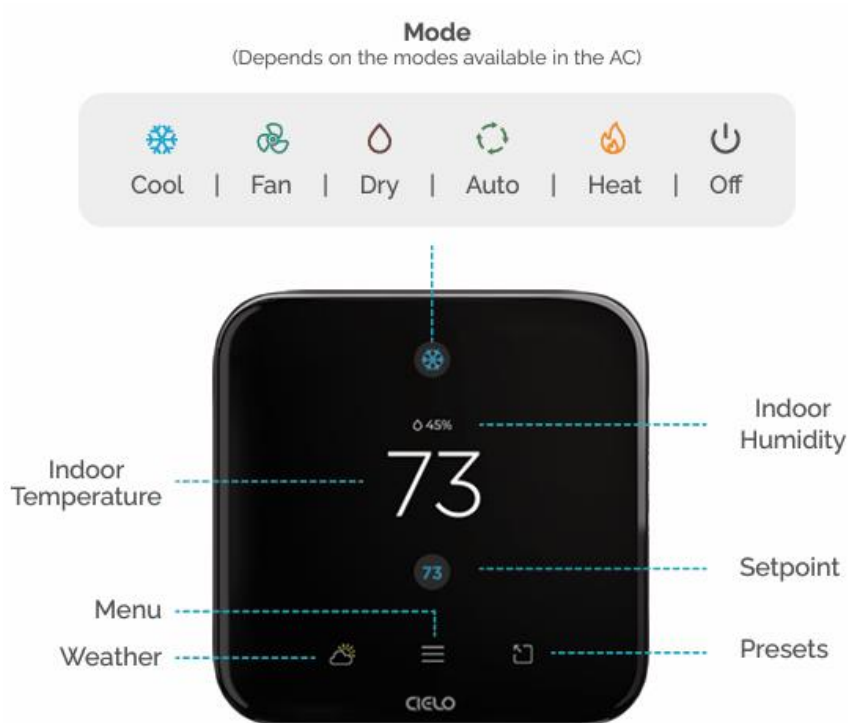 Mode
(Depends on the modes available in the AC)
Cool | Fan | Dry | Auto | Heat | Off
45%
Indoor
Humidity
73
Indoor
Temperature
73
Setpoint
Menu
Weather
Presets
CIELO